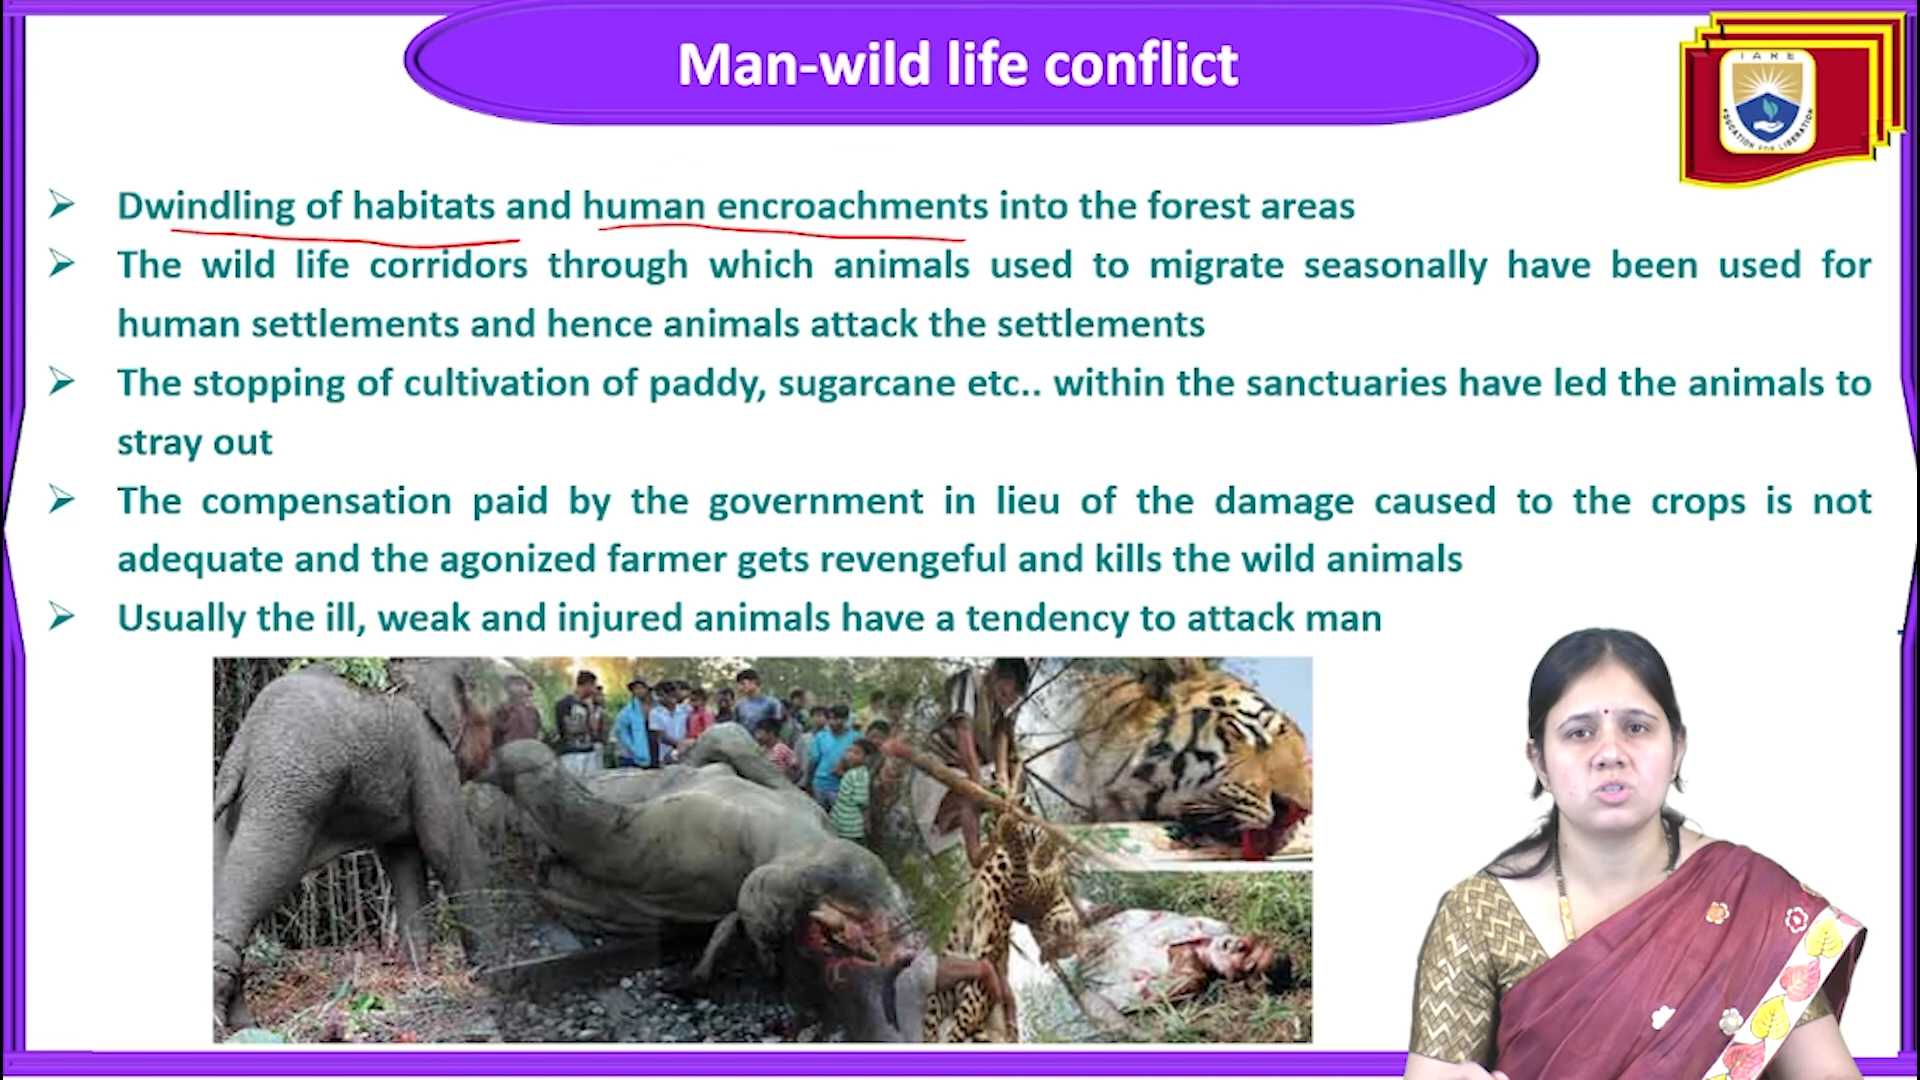 Man-wild life conflict
IARE
EDUCATION FOR LIBERATION
Dwindling of habitats and human encroachments into the forest areas
The wild life corridors through which animals used to migrate seasonally have been used for
human settlements and hence animals attack the settlements
The stopping of cultivation of paddy, sugarcane etc.. within the sanctuaries have led the animals to
stray out
The compensation paid by the government in lieu of the damage caused to the crops is not
adequate and the agonized farmer gets revengeful and kills the wild animals
Usually the ill, weak and injured animals have a tendency to attack man